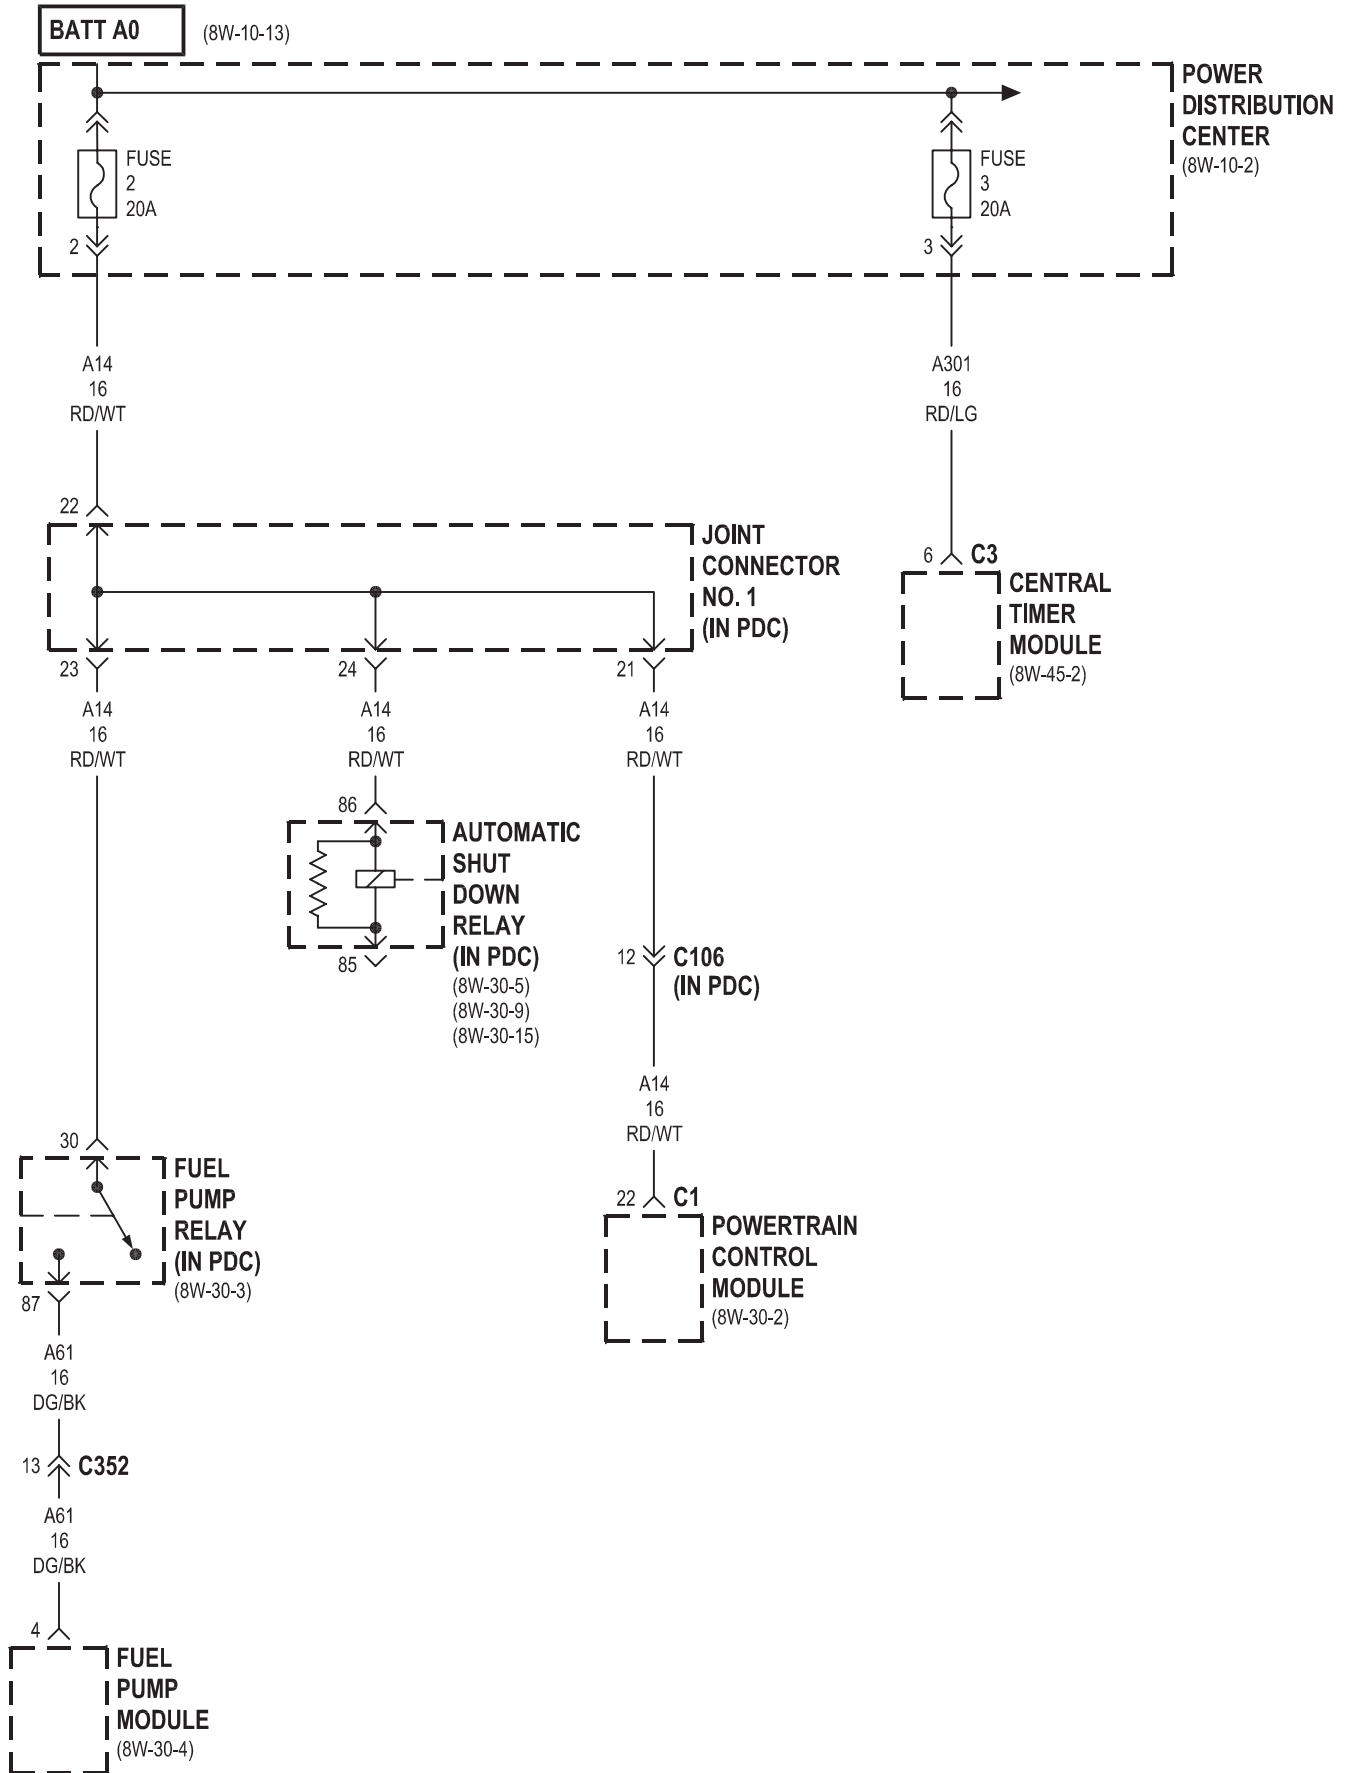 BATT A0
(8W-10-13)
POWER
DISTRIBUTION
CENTER
(8W-10-2)
FUSE
2
20A
2
FUSE
3
20A
3
A14
16
RD/WT
A301
16
RD/LG
22
JOINT
CONNECTOR
NO. 1
(IN PDC)
6
C3
CENTRAL
TIMER
MODULE
(8W-45-2)
23
24
21
A14
16
RD/WT
A14
16
RD/WT
A14
16
RD/WT
86
AUTOMATIC
SHUT
DOWN
RELAY
(IN PDC)
(8W-30-5)
(8W-30-9)
(8W-30-15)
85
12
C106
(IN PDC)
A14
16
RD/WT
30
FUEL
PUMP
RELAY
(IN PDC)
(8W-30-3)
87
22
C1
POWERTRAIN
CONTROL
MODULE
(8W-30-2)
A61
16
DG/BK
13
C352
A61
16
DG/BK
4
FUEL
PUMP
MODULE
(8W-30-4)